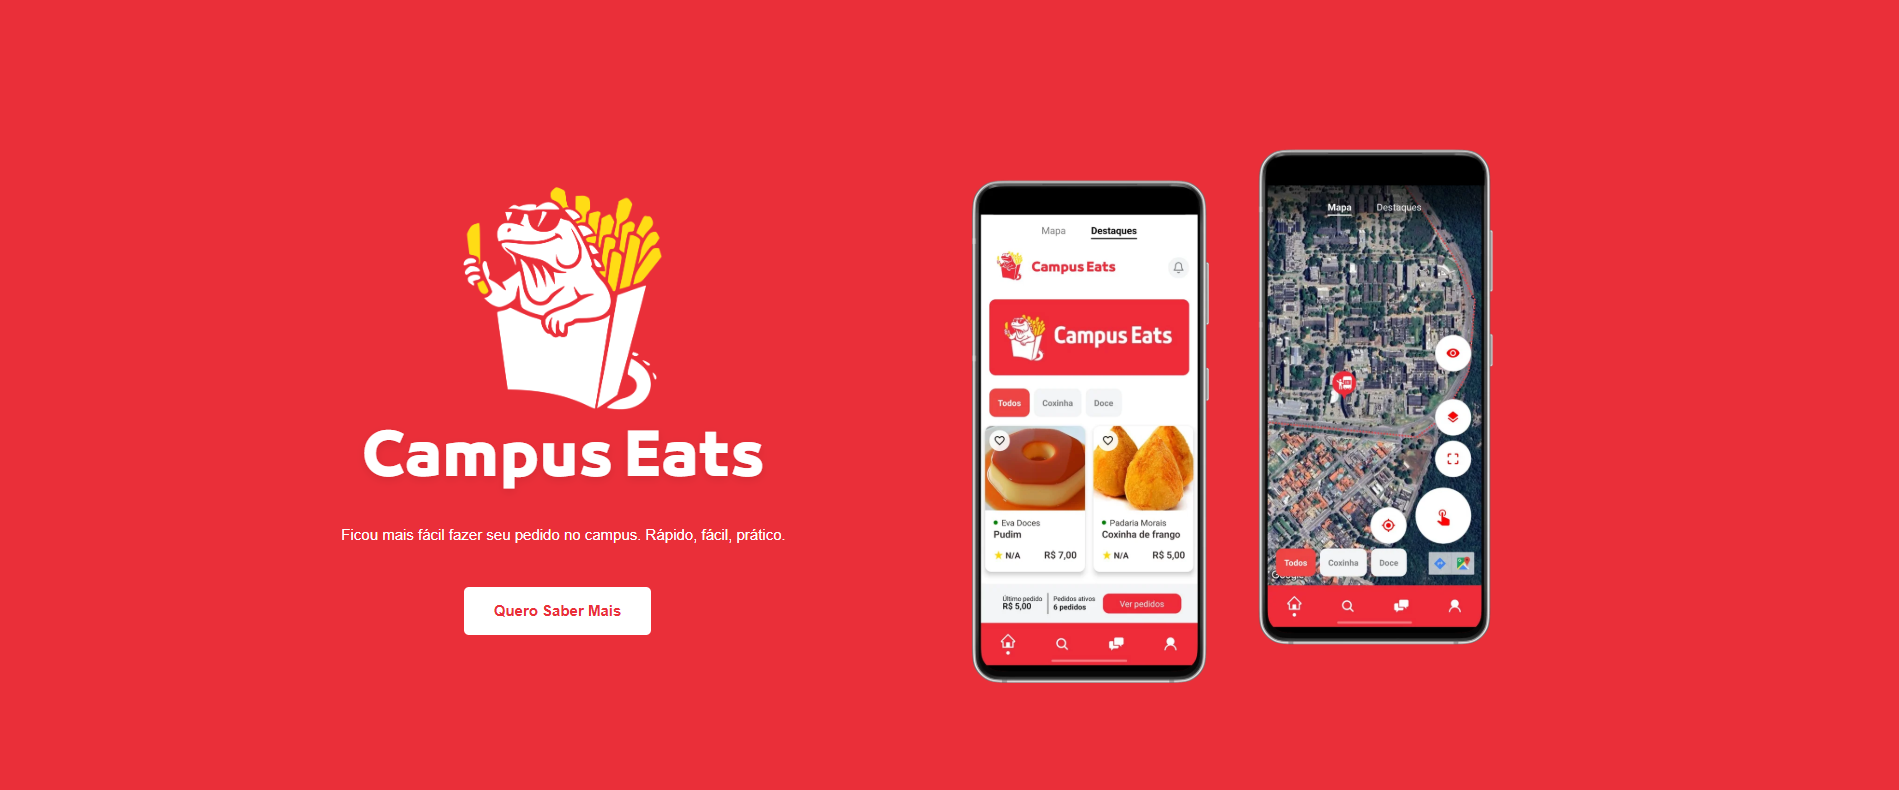 Campus Eats
Ficou mais fácil fazer seu pedido no campus. Rápido, fácil, prático.
Quero Saber Mais
Mapa Destaques
Campus Eats
Campus Eats
Todos Coxinha Doce
Eva Doces
Pudim
N/A R$ 7,00
Padaria Morais
Coxinha de frango
N/A R$ 5,00
Último pedido
R$ 5,00
Pedidos ativos
6 pedidos
Ver pedidos
Mapa Destaques
Todos Coxinha Doce
Google